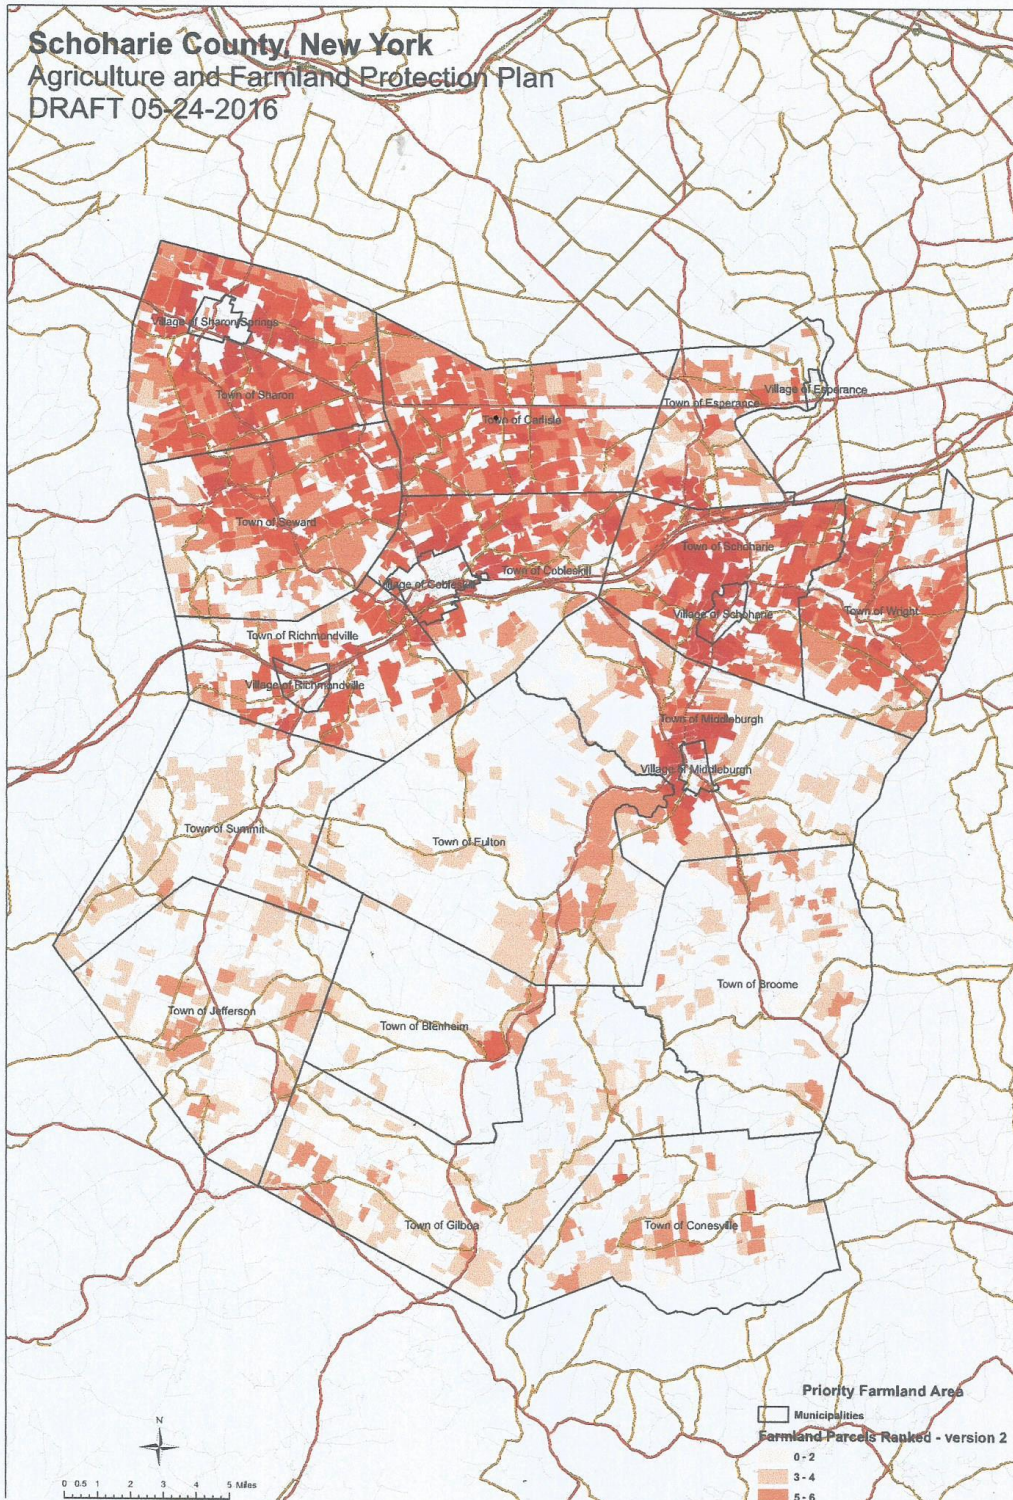 Schoharie County, New York
Agriculture and Farmland Protection Plan
DRAFT 05-24-2016
Village of Sharon Springs
Town of Sharon
Village of Esperance
Town of Esperance
Town of Carlisle
Town of Seward
Town of Schoharie
Town of Cobleskill
Village of Cobleskill
Village of Schoharie
Town of Wright
Town of Richmondville
Village of Richmondville
Town of Middleburgh
Village of Middleburgh
Town of Summit
Town of Fulton
Town of Broome
Town of Jefferson
Town of Blenheim
Town of Gilboa
Town of Conesville
Priority Farmland Area
Municipalities
Farmland Parcels Ranked - version 2
0 - 2
3 - 4
5 - 6
N
0 0.5 1 2 3 4 5 Miles